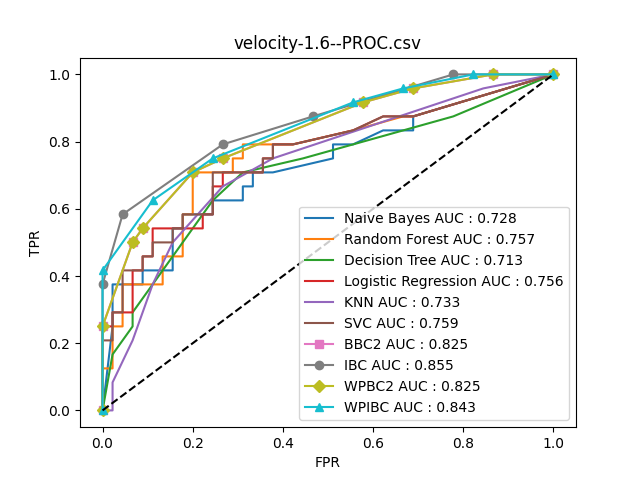 velocity-1.6--PROC.csv
TPR
1.0
0.8
0.6
0.4
0.2
0.0
Naive Bayes AUC : 0.728
Random Forest AUC : 0.757
Decision Tree AUC : 0.713
Logistic Regression AUC : 0.756
KNN AUC : 0.733
SVC AUC : 0.759
BBC2 AUC : 0.825
IBC AUC : 0.855
WPBC2 AUC : 0.825
WPIBC AUC : 0.843
0.0 0.2 0.4 0.6 0.8 1.0
FPR